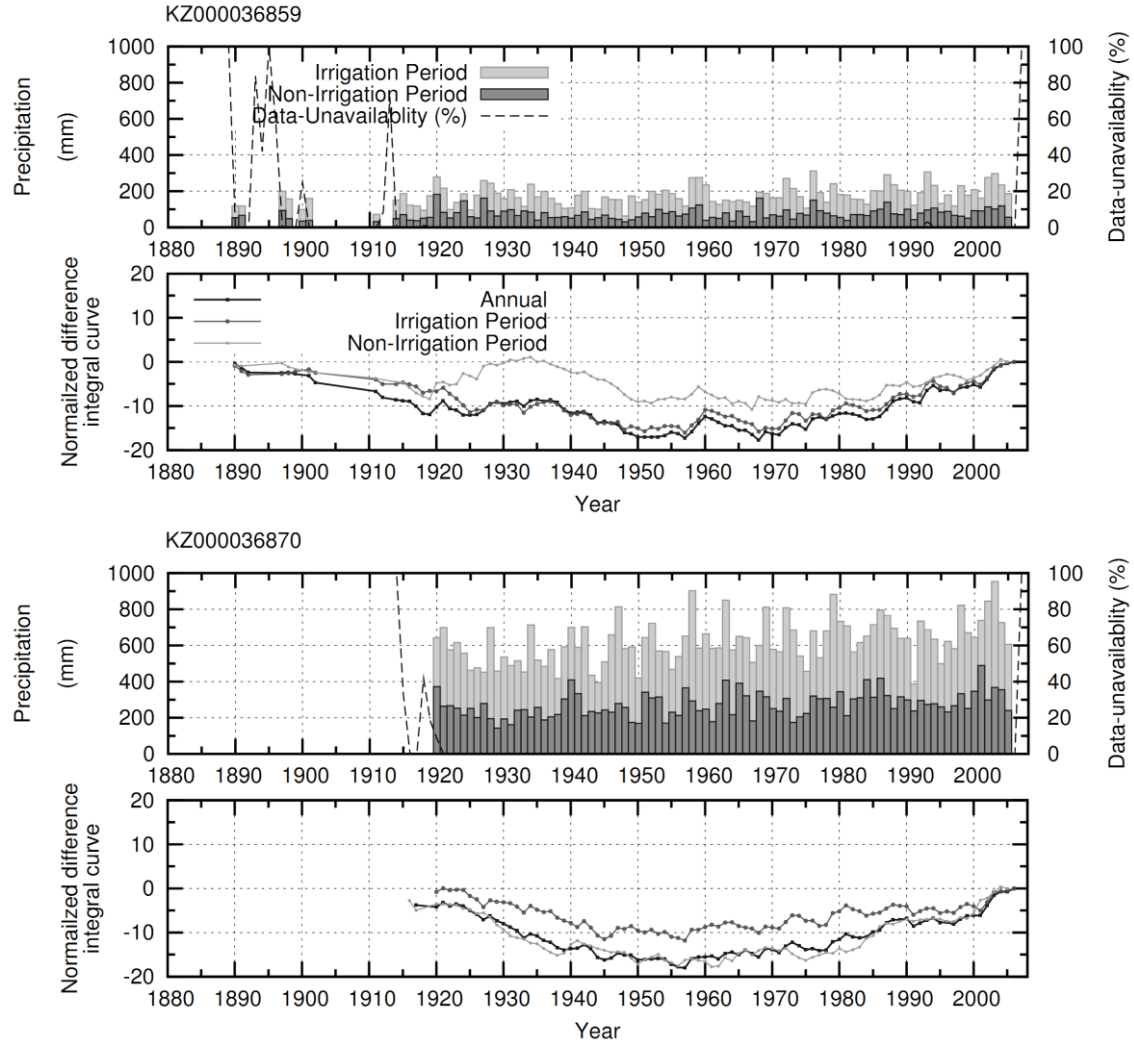 KZ000036859
Precipitation
(mm)
1000
800
600
400
200
0
Irrigation Period
Non-Irrigation Period
Data-Unavailablity (%)
100
80
60
40
20
0
Data-unavailablity (%)
1880 1890 1900 1910 1920 1930 1940 1950 1960 1970 1980 1990 2000
Normalized difference
integral curve
20
10
0
-10
-20
Annual
Irrigation Period
Non-Irrigation Period
1880 1890 1900 1910 1920 1930 1940 1950 1960 1970 1980 1990 2000
Year
KZ000036870
Precipitation
(mm)
1000
800
600
400
200
0
100
80
60
40
20
0
Data-unavailablity (%)
1880 1890 1900 1910 1920 1930 1940 1950 1960 1970 1980 1990 2000
Normalized difference
integral curve
20
10
0
-10
-20
1880 1890 1900 1910 1920 1930 1940 1950 1960 1970 1980 1990 2000
Year